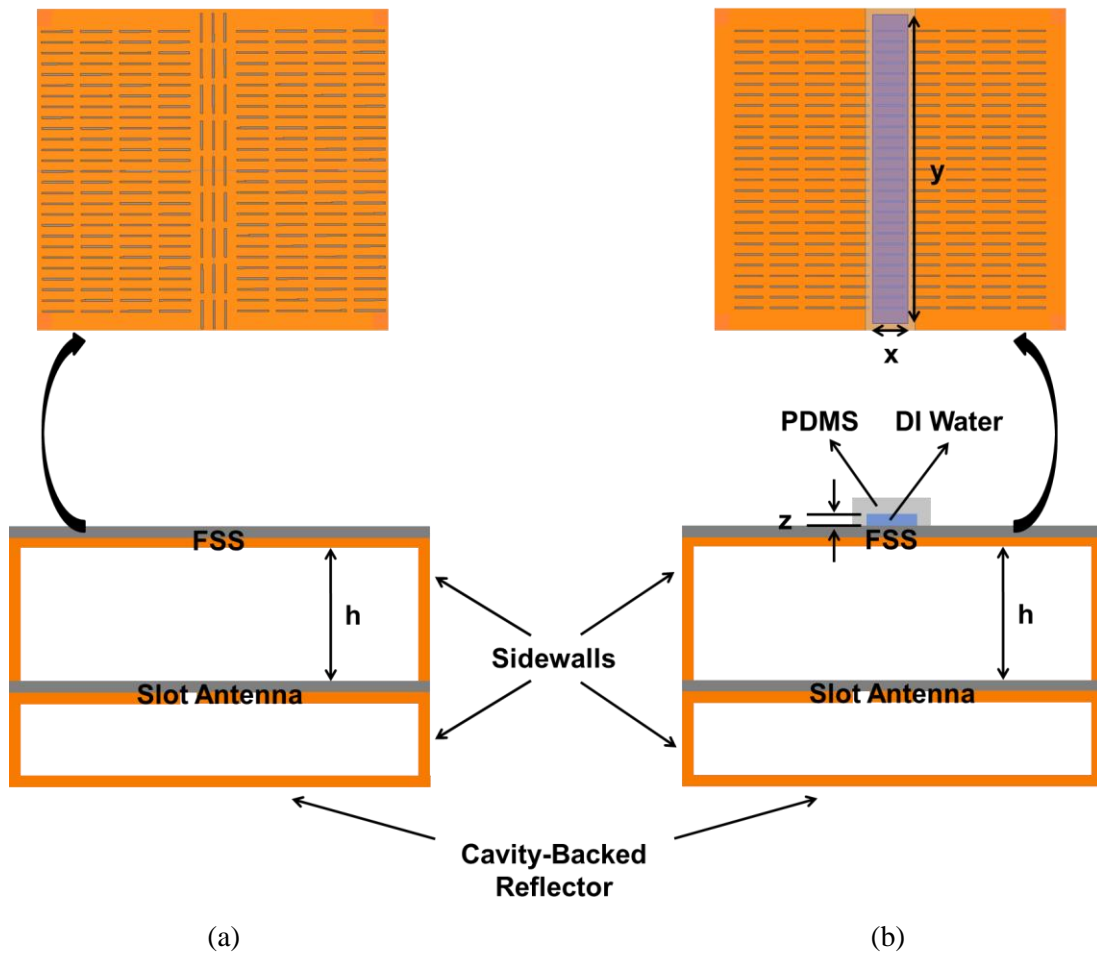 y
x
PDMS
DI Water
z
FSS
FSS
h
h
Sidewalls
Slot Antenna
Slot Antenna
Cavity-Backed
Reflector
(a)
(b)